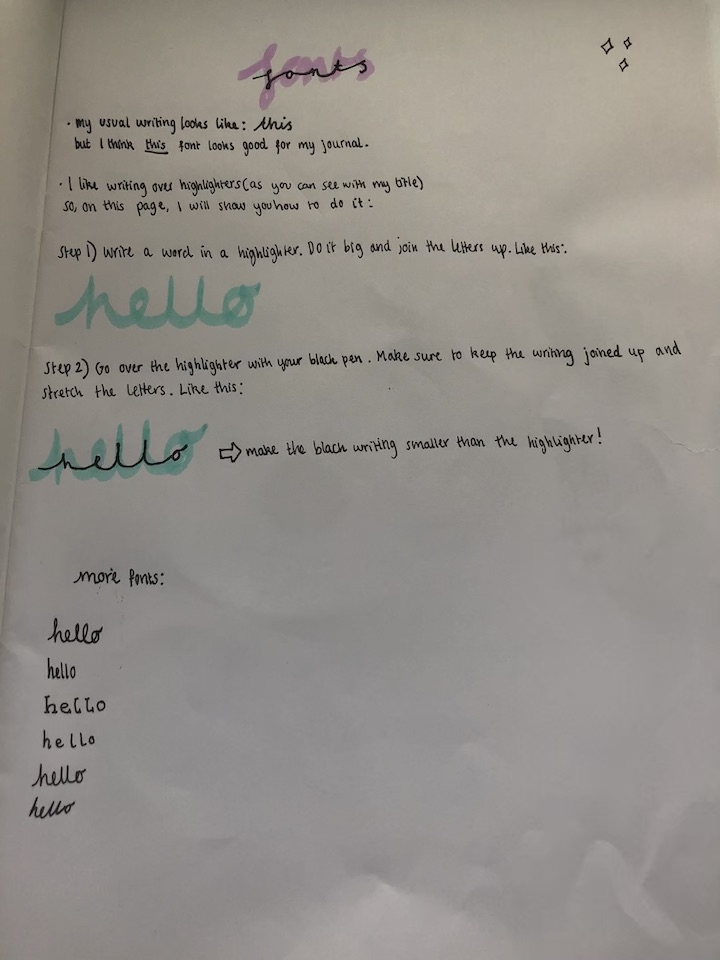 fonts
· my usual writing looks like: this
but I think this font looks good for my journal.
· I like writing over highlighters (as you can see with my title)
so, on this page, I will show you how to do it:
Step 1) Write a word in a highlighter. Do it big and join the letters up. Like this:
hello
Step 2) Go over the highlighter with your black pen. Make sure to keep the writing joined up and
stretch the letters. Like this:
hello ⇨ make the black writing smaller than the highlighter!
more fonts:
hello
hello
hello
hello
hello
hello